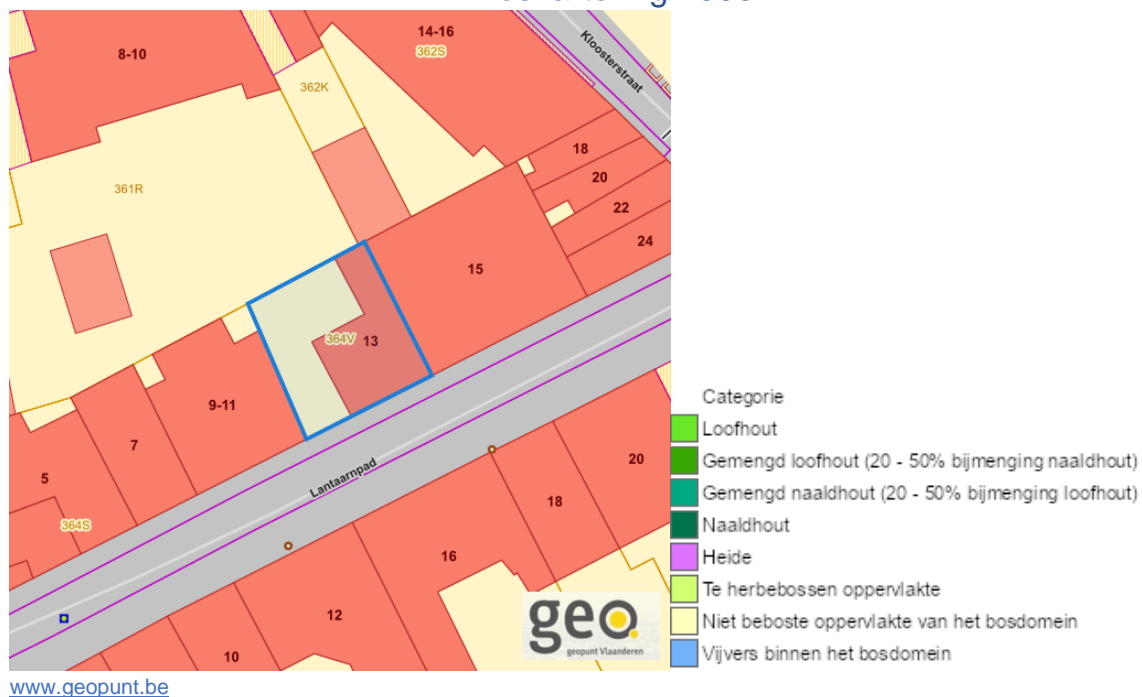 8-10
14-16
362S
Kloosterstraat
362K
18
20
361R
22
24
15
364V
13
9-11
7
5
Lantaarnpad
20
18
364S
16
12
10
geo
geopunt Vlaanderen
Categorie
Loofhout
Gemengd loofhout (20 - 50% bijmenging naaldhout)
Gemengd naaldhout (20 - 50% bijmenging loofhout)
Naaldhout
Heide
Te herbebossen oppervlakte
Niet beboste oppervlakte van het bosdomein
Vijvers binnen het bosdomein
www.geopunt.be